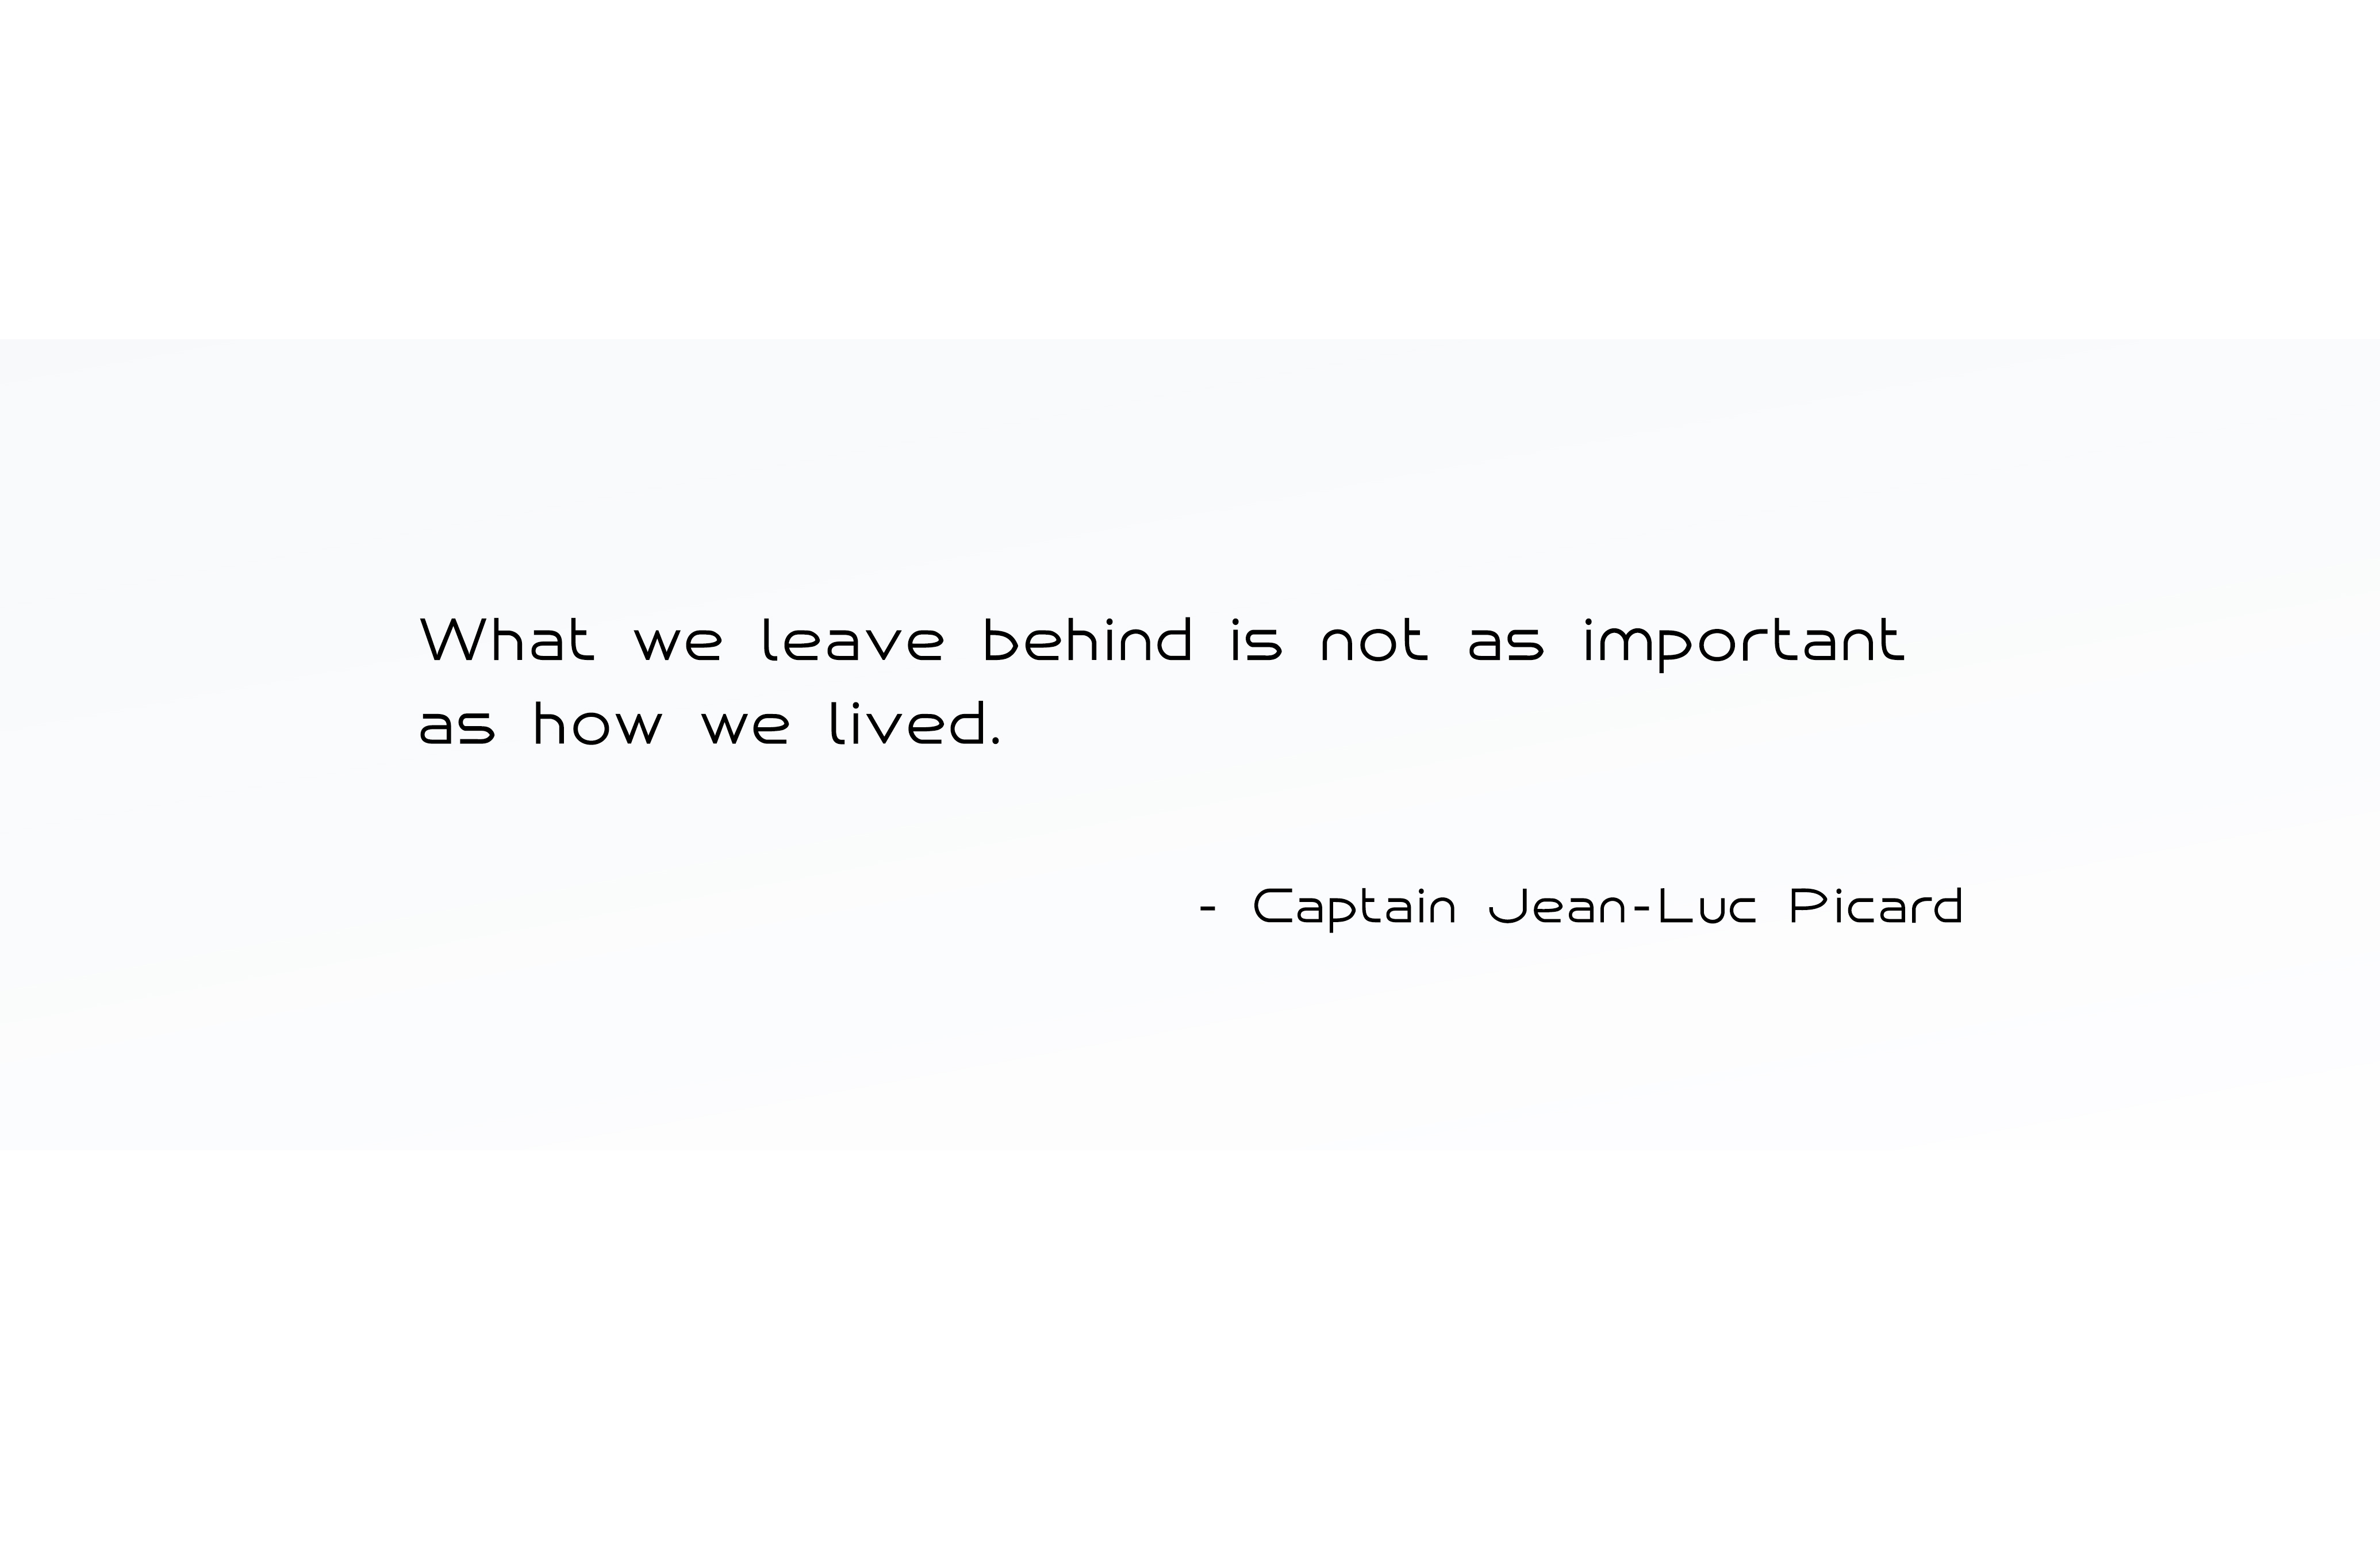 What we leave behind is not as important
as how we lived.
- Captain Jean-Luc Picard